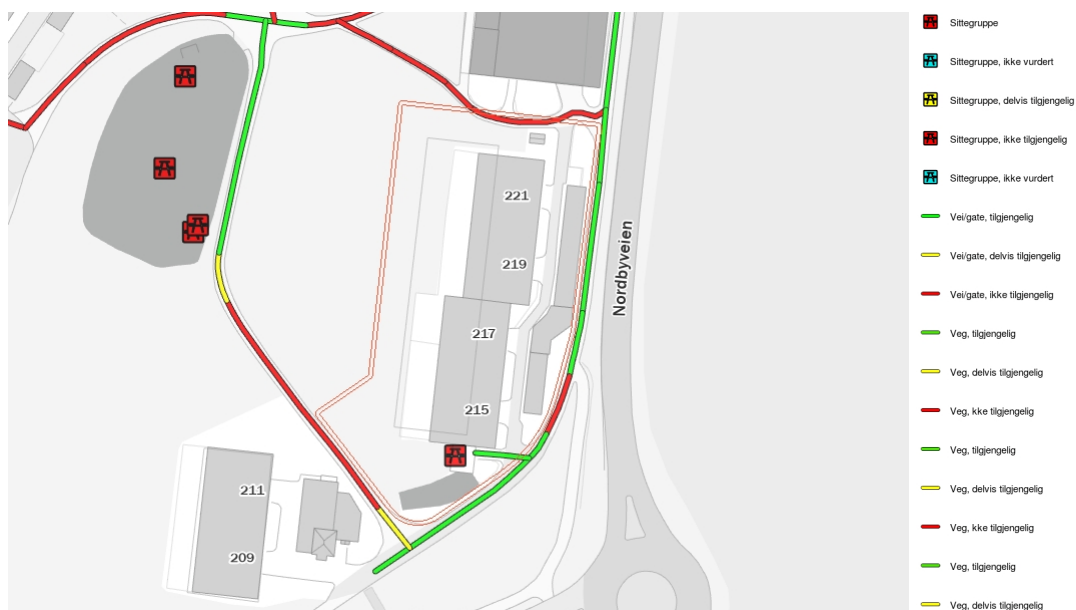 221
219
217
215
211
209
Nordbyveien
Sittegruppe
Sittegruppe, ikke vurdert
Sittegruppe, delvis tilgjengelig
Sittegruppe, ikke tilgjengelig
Sittegruppe, ikke vurdert
Vei/gate, tilgjengelig
Vei/gate, delvis tilgjengelig
Vei/gate, ikke tilgjengelig
Veg, tilgjengelig
Veg, delvis tilgjengelig
Veg, kke tilgjengelig
Veg, tilgjengelig
Veg, delvis tilgjengelig
Veg, kke tilgjengelig
Veg, tilgjengelig
Veg, delvis tilgjengelig